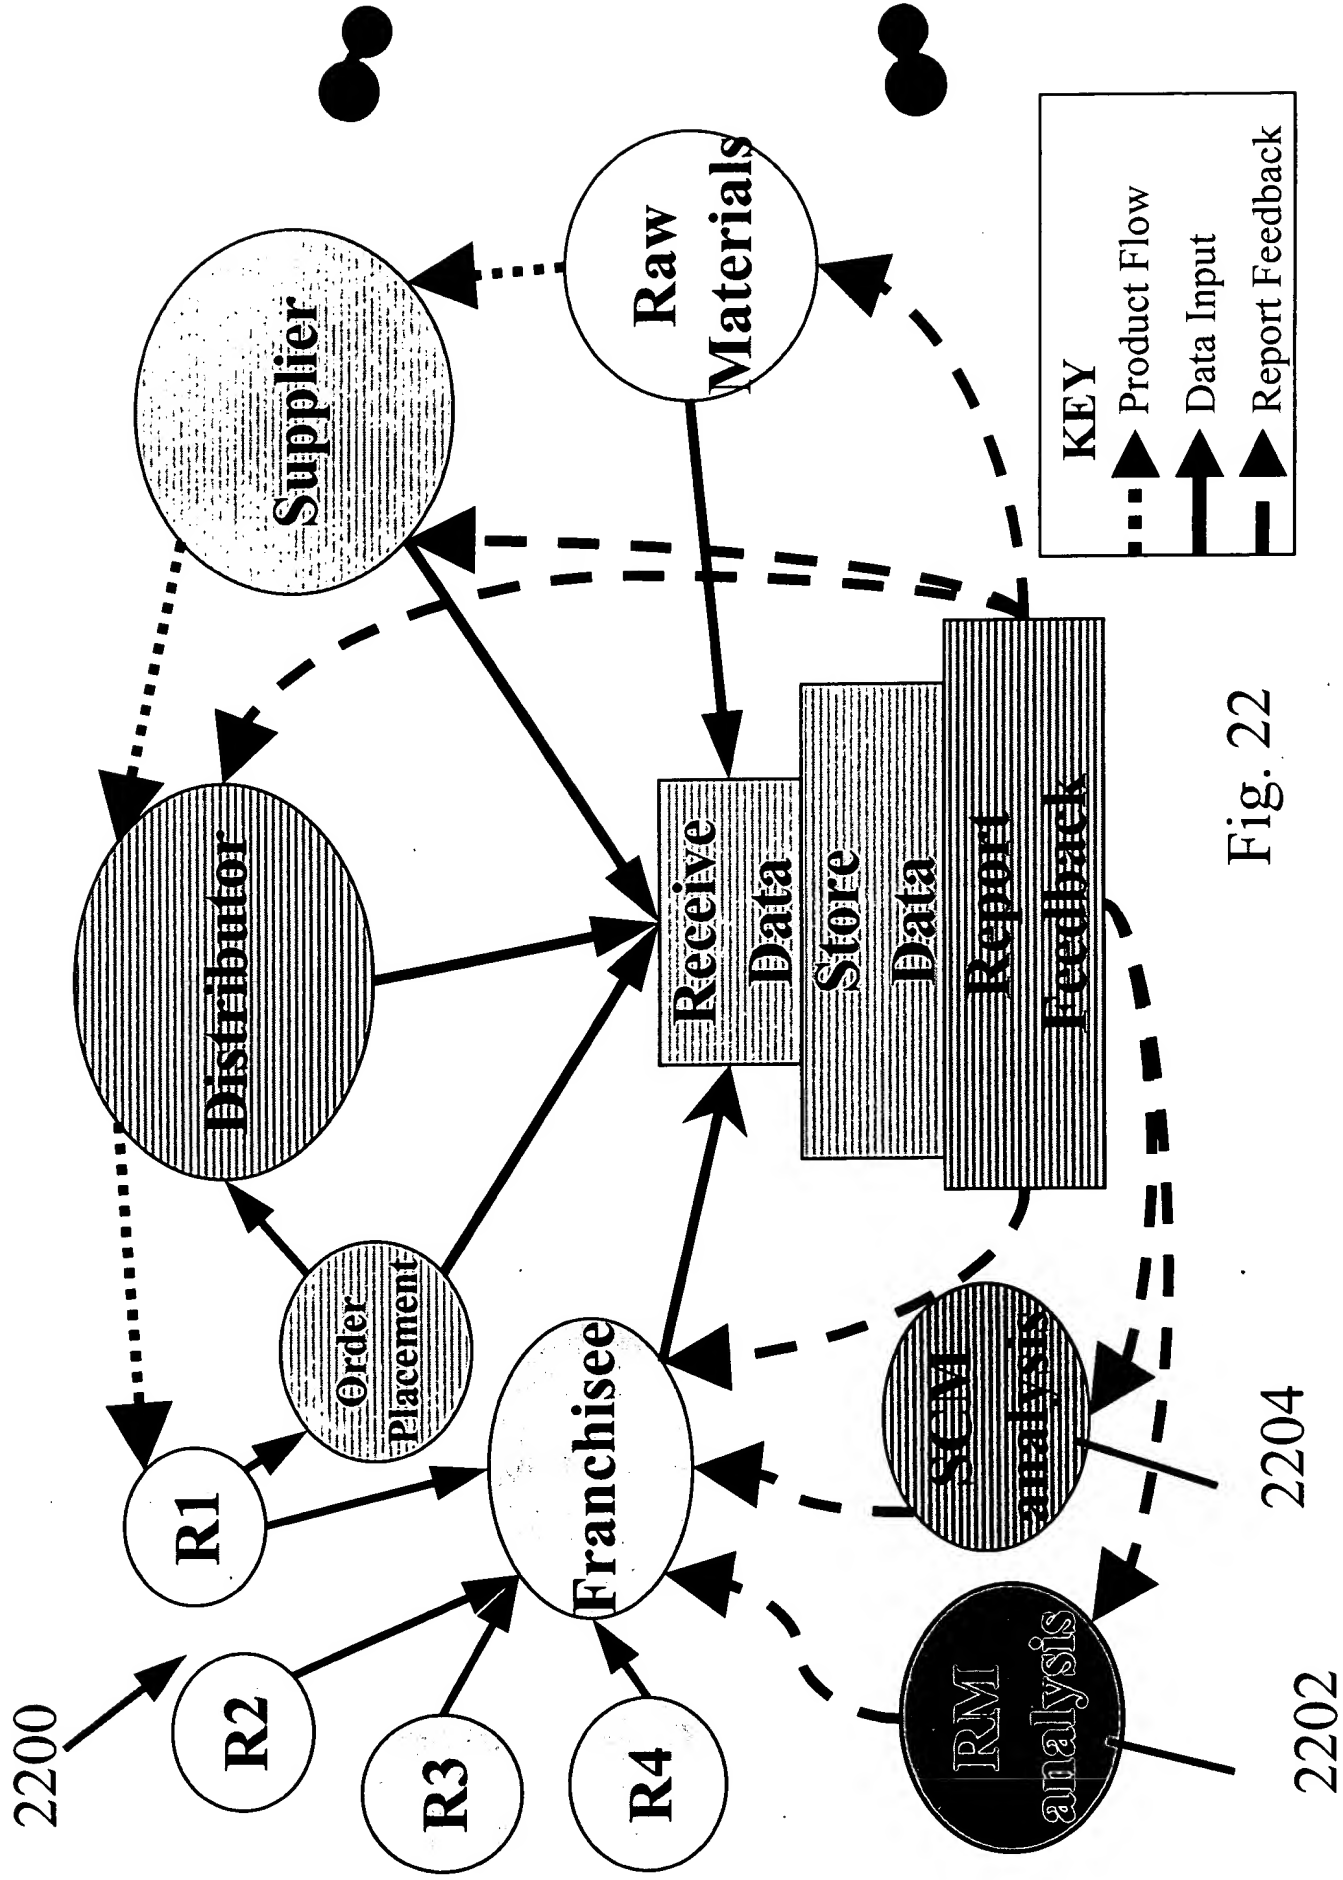 2200
R1
R2
R3
R4
Order
Placement
Distributor
Supplier
Franchisee
Receive
Data
Store
Data
Report
Feedback
Raw
Materials
IRM
analysis
SCM
analysis
2202
2204
KEY
Product Flow
Data Input
Report Feedback
Fig. 22